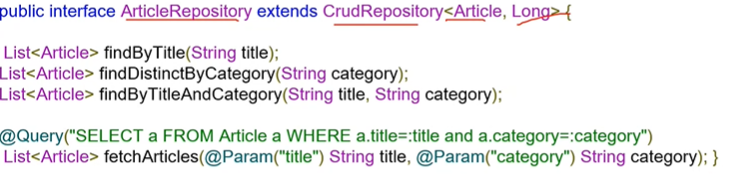 public interface ArticleRepository extends CrudRepository<Article, Long> {
List<Article> findByTitle(String title);
List<Article> findDistinctByCategory(String category);
List<Article> findByTitleAndCategory(String title, String category);
@Query("SELECT a FROM Article a WHERE a.title=:title and a.category=:category")
List<Article> fetchArticles(@Param("title") String title, @Param("category") String category); }